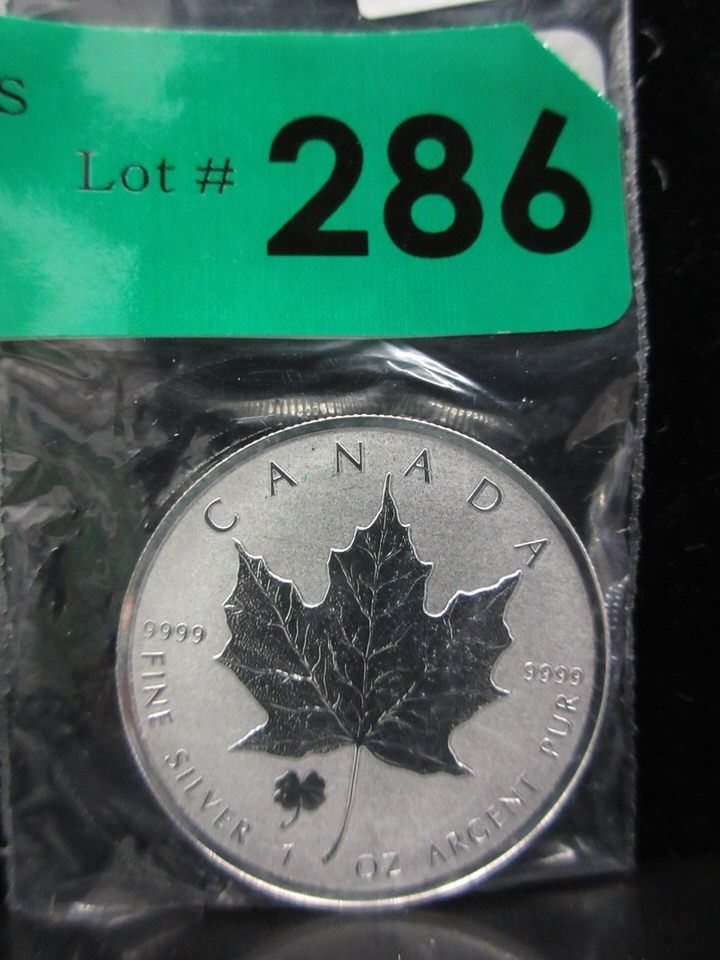 S
Lot # 286
CANADA
9999
9999
FINE SILVER 1 OZ ARGENT PUR